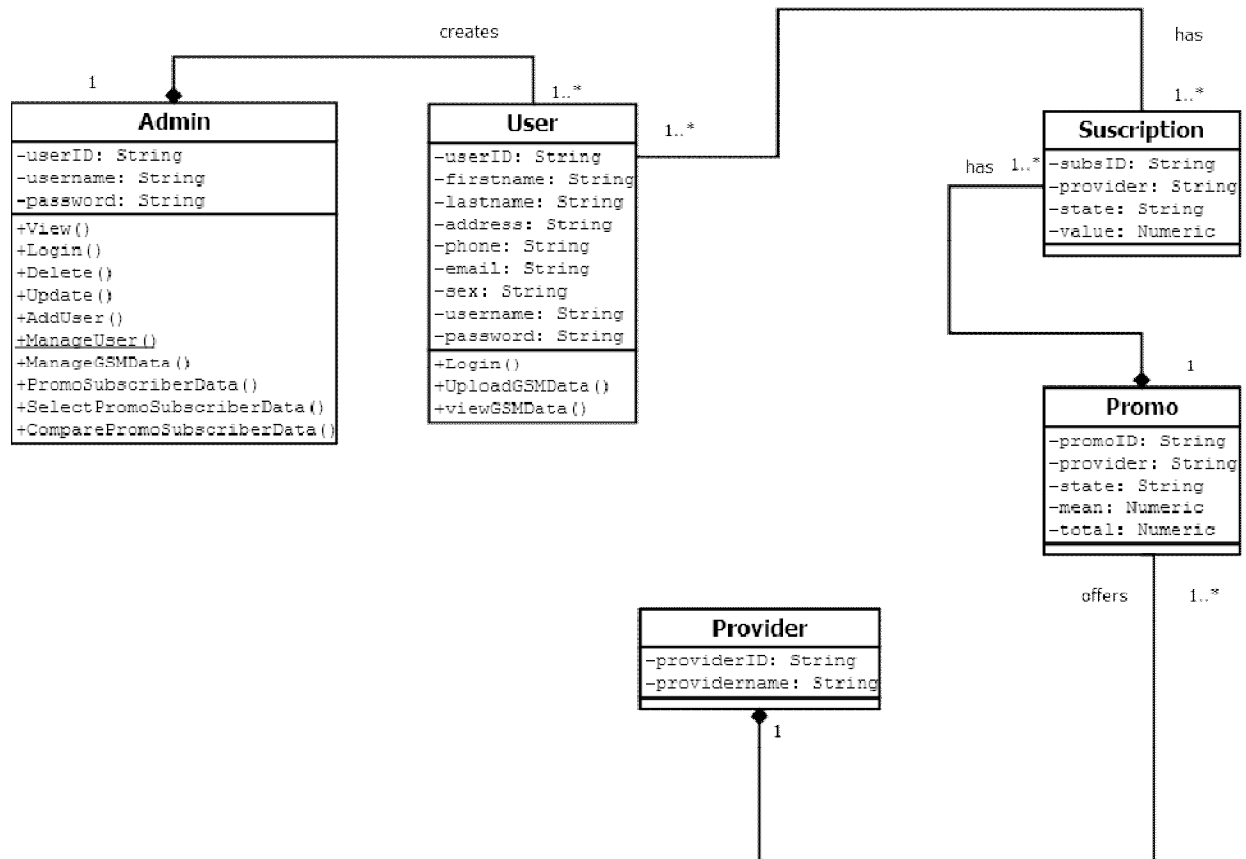 creates
1
1..*
Admin
-userID: String
-username: String
-password: String
+View()
+Login()
+Delete()
+Update()
+AddUser()
+ManageUser()
+ManageGSMData()
+PromoSubscriberData()
+SelectPromoSubscriberData()
+ComparePromoSubscriberData()
User
-userID: String
-firstname: String
-lastname: String
-address: String
-phone: String
-email: String
-sex: String
-username: String
-password: String
+Login()
+UploadGSMData()
+viewGSMData()
1..*
has
1..*
Suscription
-subsID: String
-provider: String
-state: String
-value: Numeric
has 1..*
1
Promo
-promoID: String
-provider: String
-state: String
-mean: Numeric
-total: Numeric
offers 1..*
Provider
-providerID: String
-providername: String
1